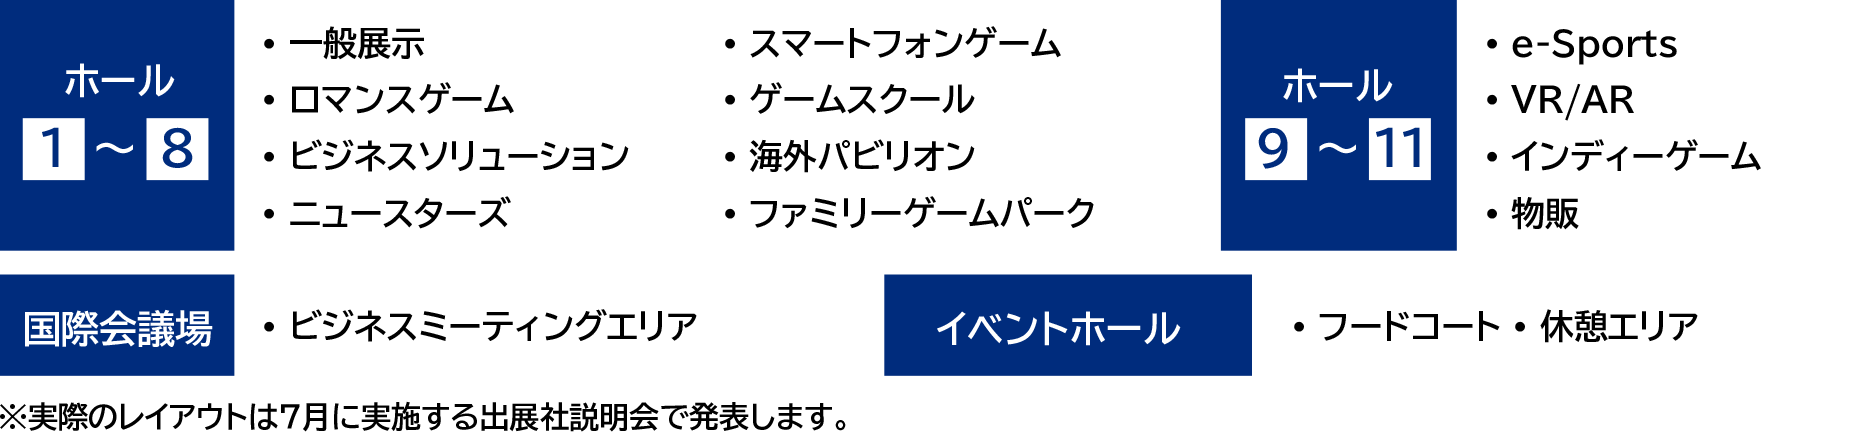 ホール
1～8
・一般展示
・ロマンスゲーム
・ビジネスソリューション
・ニュースターズ
・スマートフォンゲーム
・ゲームスクール
・海外パビリオン
・ファミリーゲームパーク
ホール
9～11
・e-Sports
・VR/AR
・インディーゲーム
・物販
国際会議場
・ビジネスミーティングエリア
イベントホール
・フードコート・休憩エリア
※実際のレイアウトは7月に実施する出展社説明会で発表します。